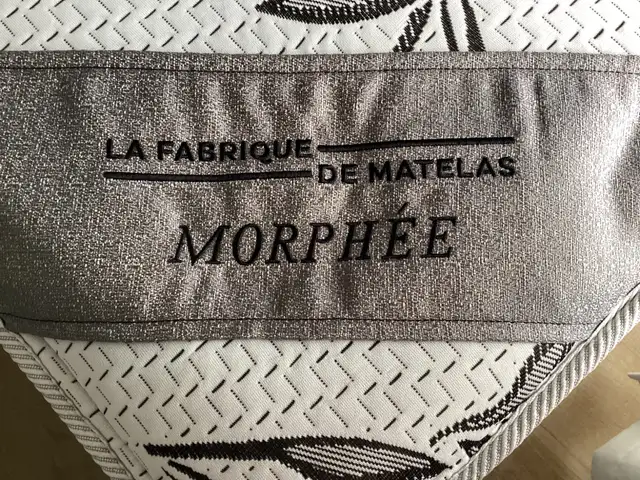 LA FABRIQUE
DE MATELAS
MORPHÉE